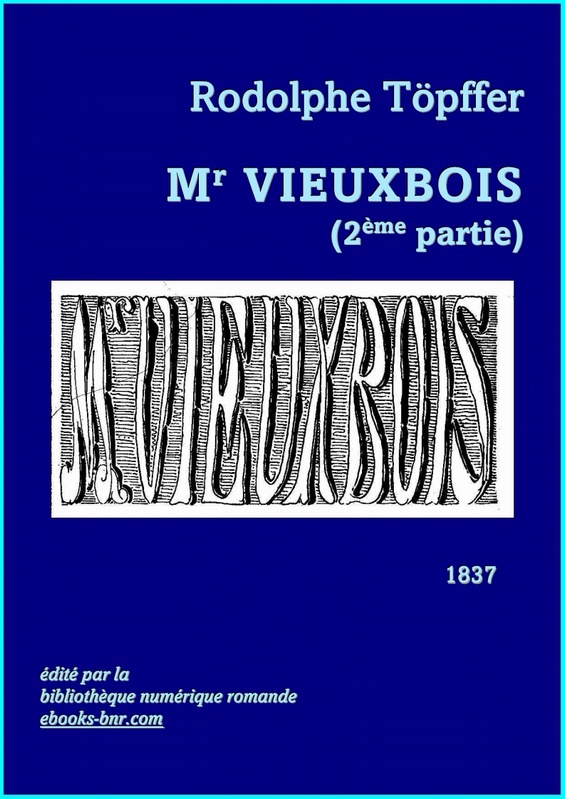 Rodolphe Töpffer
Mʳ VIEUXBOIS
(2ème partie)
Mʳ VIEUXBOIS
1837
édité par la
bibliothèque numérique romande
ebooks-bnr.com